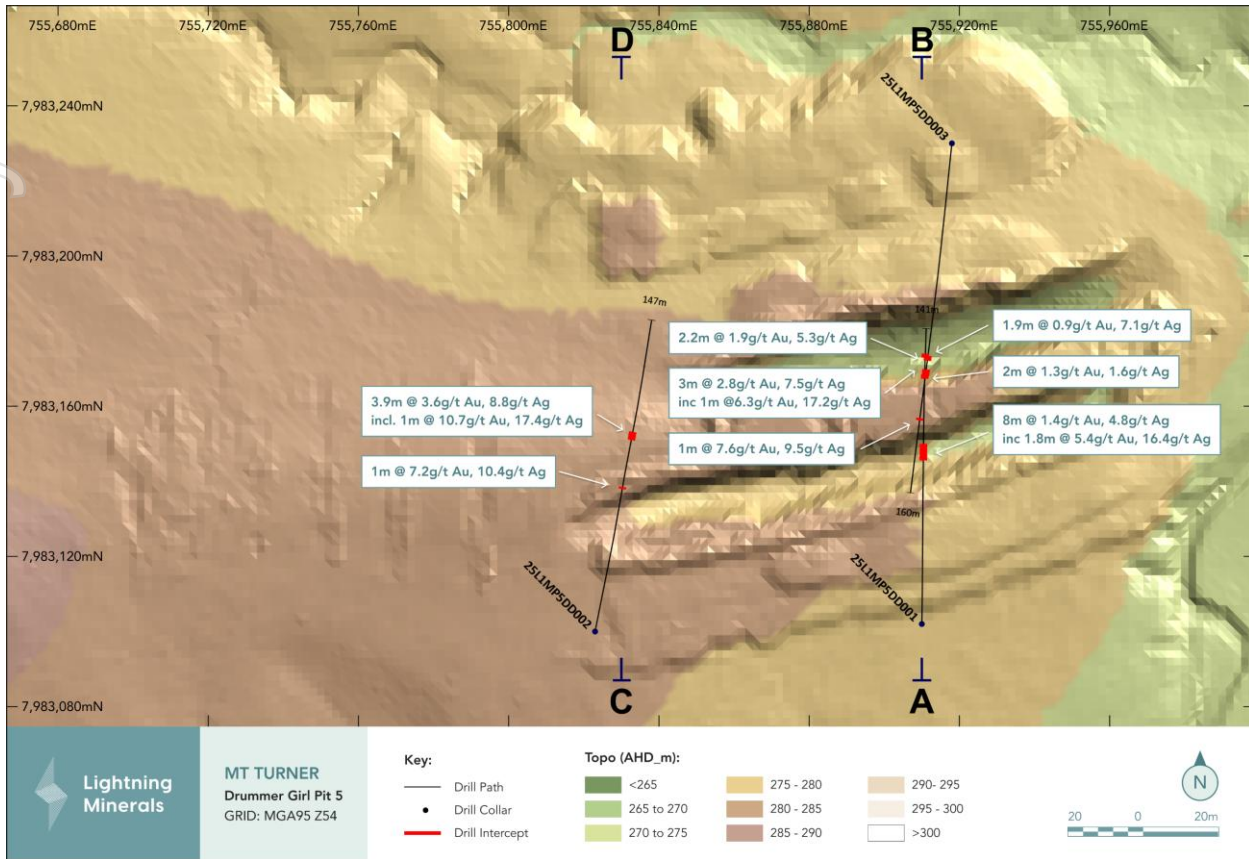 755,680mE
755,720mE
755,760mE
755,800mE
755,840mE
755,880mE
755,920mE
755,960mE
D
B
7,983,240mN
7,983,200mN
7,983,160mN
7,983,120mN
7,983,080mN
25L1MP5DD003
147m
141m
2.2m @ 1.9g/t Au, 5.3g/t Ag
1.9m @ 0.9g/t Au, 7.1g/t Ag
3m @ 2.8g/t Au, 7.5g/t Ag
inc 1m @6.3g/t Au, 17.2g/t Ag
2m @ 1.3g/t Au, 1.6g/t Ag
3.9m @ 3.6g/t Au, 8.8g/t Ag
incl. 1m @ 10.7g/t Au, 17.4g/t Ag
8m @ 1.4g/t Au, 4.8g/t Ag
inc 1.8m @ 5.4g/t Au, 16.4g/t Ag
1m @ 7.6g/t Au, 9.5g/t Ag
1m @ 7.2g/t Au, 10.4g/t Ag
160m
25L1MP5DD002
25L1MP5DD001
C
A
Lightning
Minerals
MT TURNER
Drummer Girl Pit 5
GRID: MGA95 Z54
Key:
Drill Path
Drill Collar
Drill Intercept
Topo (AHD_m):
<265
265 to 270
270 to 275
275 - 280
280 - 285
285 - 290
290- 295
295 - 300
>300
N
20
0
20m